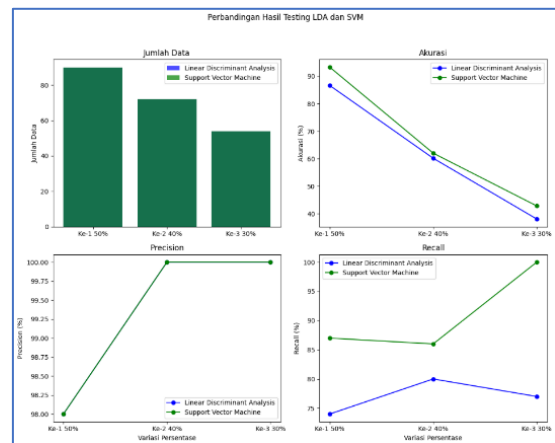 Perbandingan Hasil Testing LDA dan SVM
Jumlah Data
Linear Discriminant Analysis
Support Vector Machine
Jumlah Data
80
60
40
20
0
Ke-1 50%
Ke-2 40%
Ke-3 30%
Akurasi
Linear Discriminant Analysis
Support Vector Machine
Akurasi (%)
90
80
70
60
50
40
Ke-1 50%
Ke-2 40%
Ke-3 30%
Precision
Precision (%)
100.00
99.75
99.50
99.25
99.00
98.75
98.50
98.25
98.00
Linear Discriminant Analysis
Support Vector Machine
Ke-1 50%
Ke-2 40%
Ke-3 30%
Variasi Persentase
Recall
Linear Discriminant Analysis
Support Vector Machine
Recall (%)
100
95
90
85
80
75
Ke-1 50%
Ke-2 40%
Ke-3 30%
Variasi Persentase